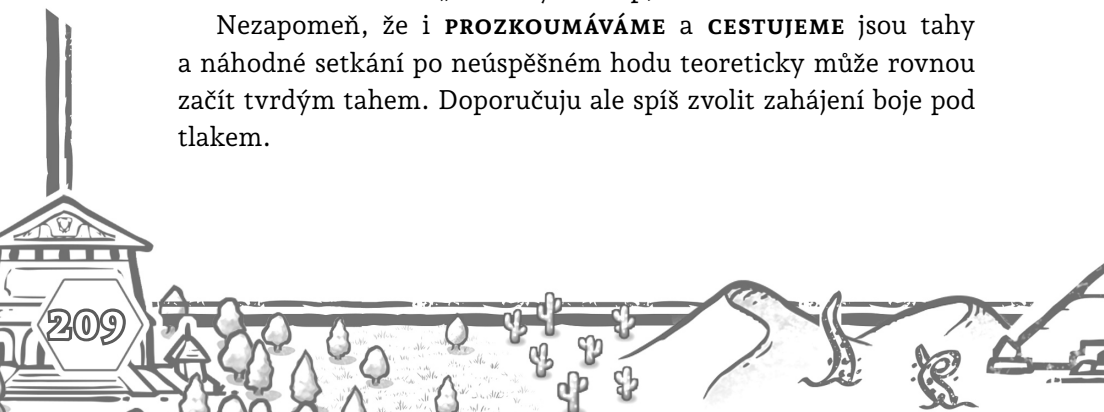 Nezapomeň, že i PROZKOUMÁVÁME a CESTUJEME jsou tahy
a náhodné setkání po neúspěšném hodu teoreticky může rovnou
začít tvrdým tahem. Doporučuju ale spíš zvolit zahájení boje pod
tlakem.
209